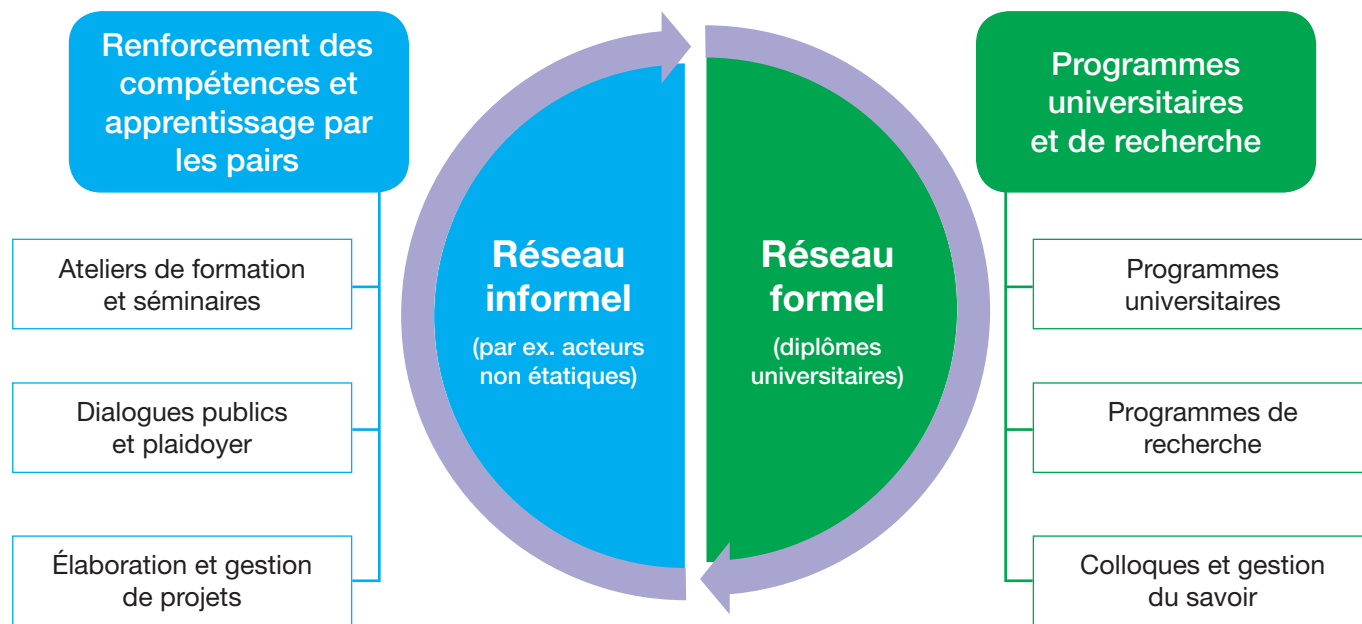 Renforcement des
compétences et
apprentissage par
les pairs
Ateliers de formation
et séminaires
Dialogues publics
et plaidoyer
Élaboration et gestion
de projets
Réseau
informel
(par ex. acteurs
non étatiques)
Réseau
formel
(diplômes
universitaires)
Programmes
universitaires
et de recherche
Programmes
universitaires
Programmes de
recherche
Colloques et gestion
du savoir